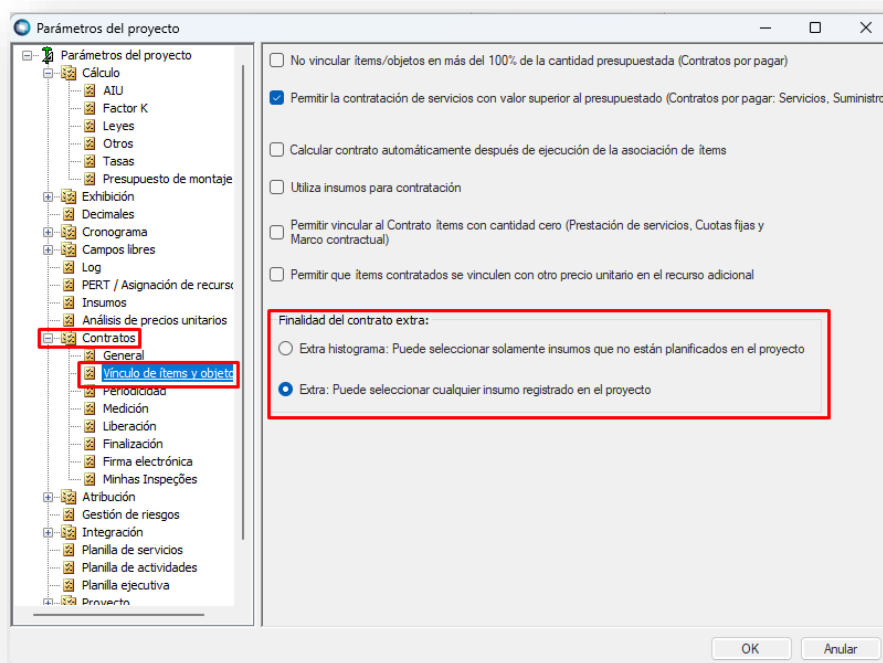 Parámetros del proyecto
Parámetros del proyecto
Cálculo
AIU
Factor K
Leyes
Otros
Tasas
Presupuesto de montaje
Exhibición
Decimales
Cronograma
Campos libres
Log
PERT / Asignación de recurso
Insumos
Análisis de precios unitarios
Contratos
General
Vínculo de ítems y objeto
Periodicidad
Medición
Liberación
Finalización
Firma electrónica
Minhas Inspeções
Atribución
Gestión de riesgos
Integración
Planilla de servicios
Planilla de actividades
Planilla ejecutiva
Proyecto
No vincular ítems/objetos en más del 100% de la cantidad presupuestada (Contratos por pagar)
Permitir la contratación de servicios con valor superior al presupuestado (Contratos por pagar: Servicios, Suministro
Calcular contrato automáticamente después de ejecución de la asociación de ítems
Utiliza insumos para contratación
Permitir vincular al Contrato ítems con cantidad cero (Prestación de servicios, Cuotas fijas y
Marco contractual)
Permitir que ítems contratados se vinculen con otro precio unitario en el recurso adicional
Finalidad del contrato extra:
Extra histograma: Puede seleccionar solamente insumos que no están planificados en el proyecto
Extra: Puede seleccionar cualquier insumo registrado en el proyecto
OK
Anular